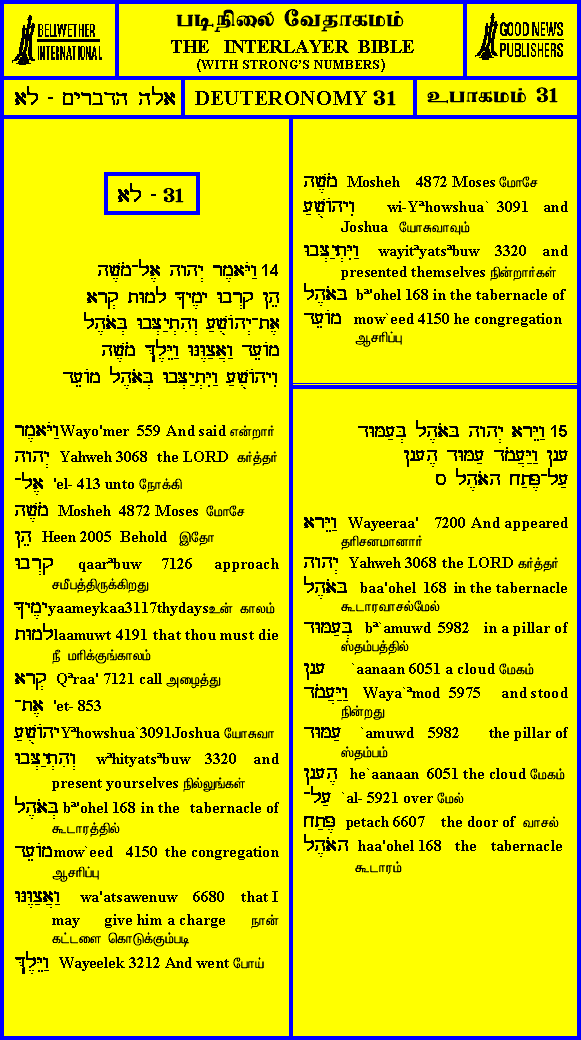 BELLWETHER
INTERNATIONAL
படிநிலை வேதாகமம்
THE INTERLAYER BIBLE
(WITH STRONG'S NUMBERS)
GOOD NEWS
PUBLISHERS
אלה הדברים - לא
DEUTERONOMY 31
உபாகமம் 31
לא - 31
14 וַיֹּאמֶר יְהוָה אֶל־מֹשֶׁה
הֵן קָרְבוּ יָמֶיךָ לָמוּת קְרָא
אֶת־יְהוֹשֻׁעַ וְהִתְיַצְּבוּ בְּאֹהֶל
מוֹעֵד וַאֲצַוֶּנּוּ וַיֵּלֶךְ מֹשֶׁה
וִיהוֹשֻׁעַ וַיִּתְיַצְּבוּ בְּאֹהֶל מוֹעֵד
וַיֹּאמֶר Wayo'mer 559 And said என்றார்
יְהוָה Yahweh 3068 the LORD கர்த்தர்
אֶל־ 'el- 413 unto நோக்கி
מֹשֶׁה Mosheh 4872 Moses மோசே
הֵן Heen 2005 Behold இதோ
קָרְבוּ qaarªbuw 7126 approach
சமீபத்திருக்கிறது
יָמֶיךָ yaameykaa3117thydaysஉன் காலம்
לָמוּת laamuwt 4191 that thou must die
நீ மரிக்குங்காலம்
קְרָא Qªraa' 7121 call அழைத்து
אֶת־ 'et- 853
יְהוֹשֻׁעַ Yªhowshua`3091Joshua யோசுவா
וְהִתְיַצְּבוּ wªhityatsªbuw 3320 and
present yourselves நில்லுங்கள்
בְּאֹהֶל bª'ohel 168 in the tabernacle of
கூடாரத்தில்
מוֹעֵד mow`eed 4150 the congregation
ஆசரிப்பு
וַאֲצַוֶּנּוּ wa'atsawenuw 6680 that I
may give him a charge நான்
கட்டளை கொடுக்கும்படி
וַיֵּלֶךְ Wayeelek 3212 And went போய்
מֹשֶׁה Mosheh 4872 Moses மோசே
וִיהוֹשֻׁעַ wi-Yªhowshua` 3091 and
Joshua யோசுவாவும்
וַיִּתְיַצְּבוּ wayitªyatsªbuw 3320 and
presented themselves நின்றார்கள்
בְּאֹהֶל bª'ohel 168 in the tabernacle of
מוֹעֵד mow`eed 4150 he congregation
ஆசரிப்பு
15 וַיֵּרָא יְהוָה בָּאֹהֶל בְּעַמּוּד
עָנָן וַיַּעֲמֹד עַמּוּד הֶעָנָן
עַל־פֶּתַח הָאֹהֶל ס
וַיֵּרָא Wayeeraa' 7200 And appeared
தரிசனமானார்
יְהוָה Yahweh 3068 the LORD கர்த்தர்
בָּאֹהֶל baa'ohel 168 in the tabernacle
கூடாரவாசல்மேல்
בְּעַמּוּד bª`amuwd 5982 in a pillar of
ஸ்தம்பத்தில்
עָנָן `aanaan 6051 a cloud மேகம்
וַיַּעֲמֹד Waya`ªmod 5975 and stood
நின்றது
עַמּוּד `amuwd 5982 the pillar of
ஸ்தம்பம்
הֶעָנָן he`aanaan 6051 the cloud மேகம்
עַל־ `al- 5921 over மேல்
פֶּתַח petach 6607 the door of வாசல்
הָאֹהֶל haa'ohel 168 the tabernacle
கூடாரம்